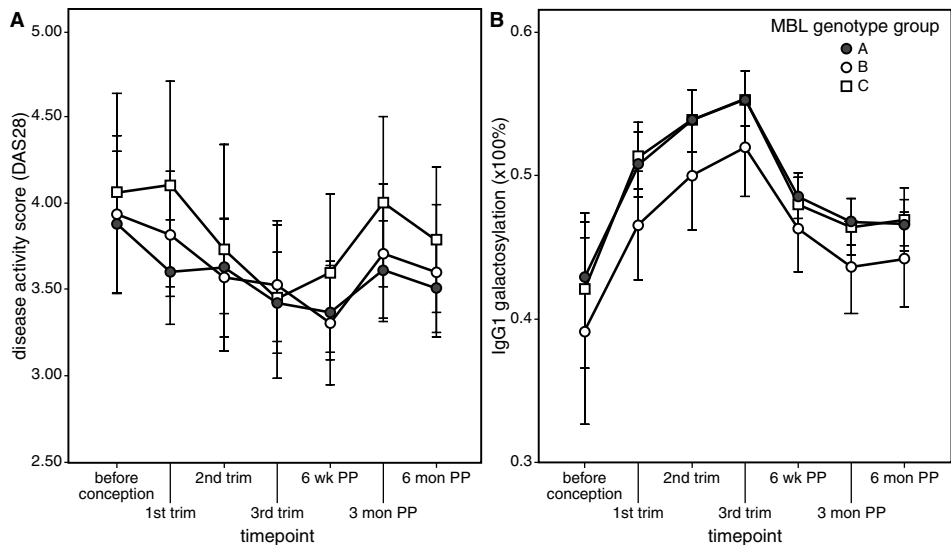 A
5.00
4.50
4.00
3.50
3.00
2.50
disease activity score (DAS28)
before conception
1st trim
2nd trim
3rd trim
6 wk PP
3 mon PP
6 mon PP
timepoint
B
MBL genotype group
A
B
C
0.6
0.5
0.4
0.3
IgG1 galactosylation (x100%)
before conception
1st trim
2nd trim
3rd trim
6 wk PP
3 mon PP
6 mon PP
timepoint